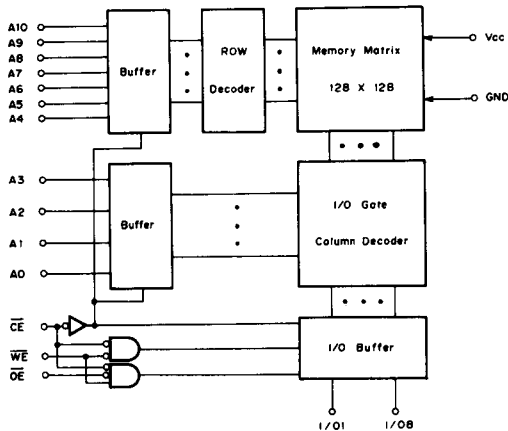 A10
A9
A8
A7
A6
A5
A4
Buffer
ROW
Decoder
Memory Matrix
128 X 128
Vcc
GND
A3
A2
A1
A0
Buffer
I/O Gate
Column Decoder
CE
WE
OE
I/O Buffer
I/O1
I/O8